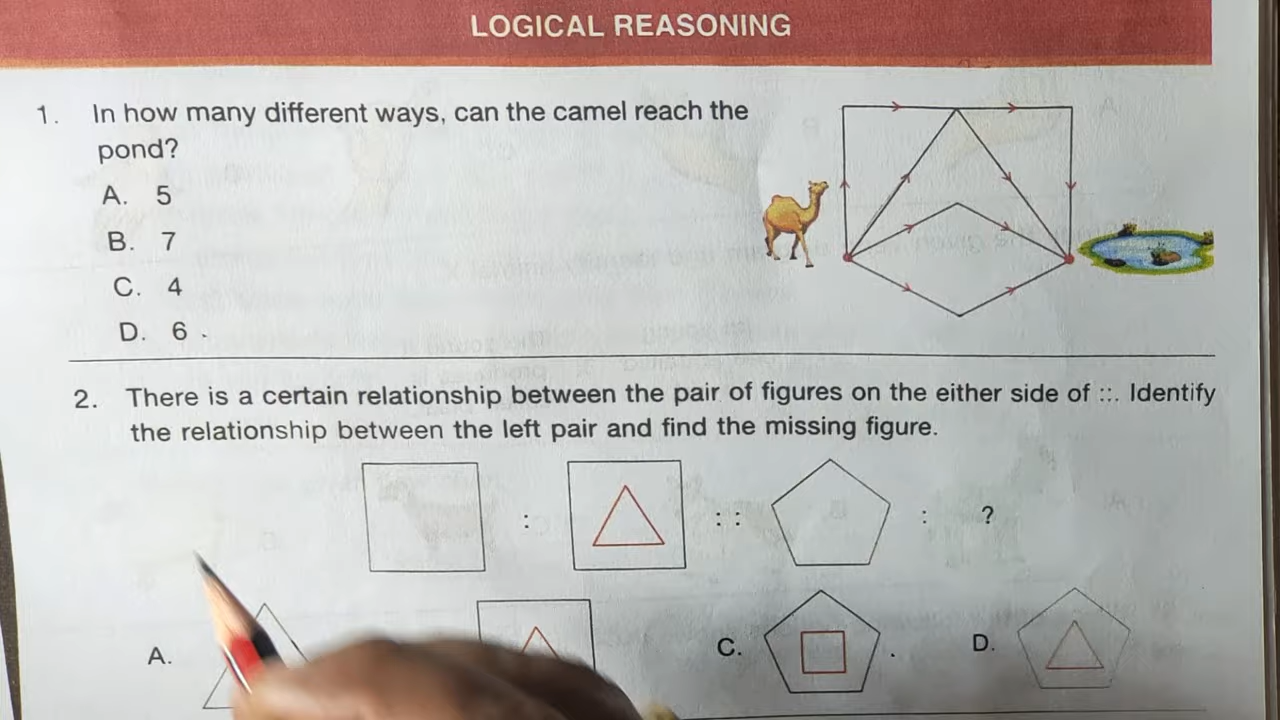 LOGICAL REASONING
1. In how many different ways, can the camel reach the
pond?
A. 5
B. 7
C. 4
D. 6 .
2. There is a certain relationship between the pair of figures on the either side of ::. Identify
the relationship between the left pair and find the missing figure.
: :: : ?
A. C. . D.